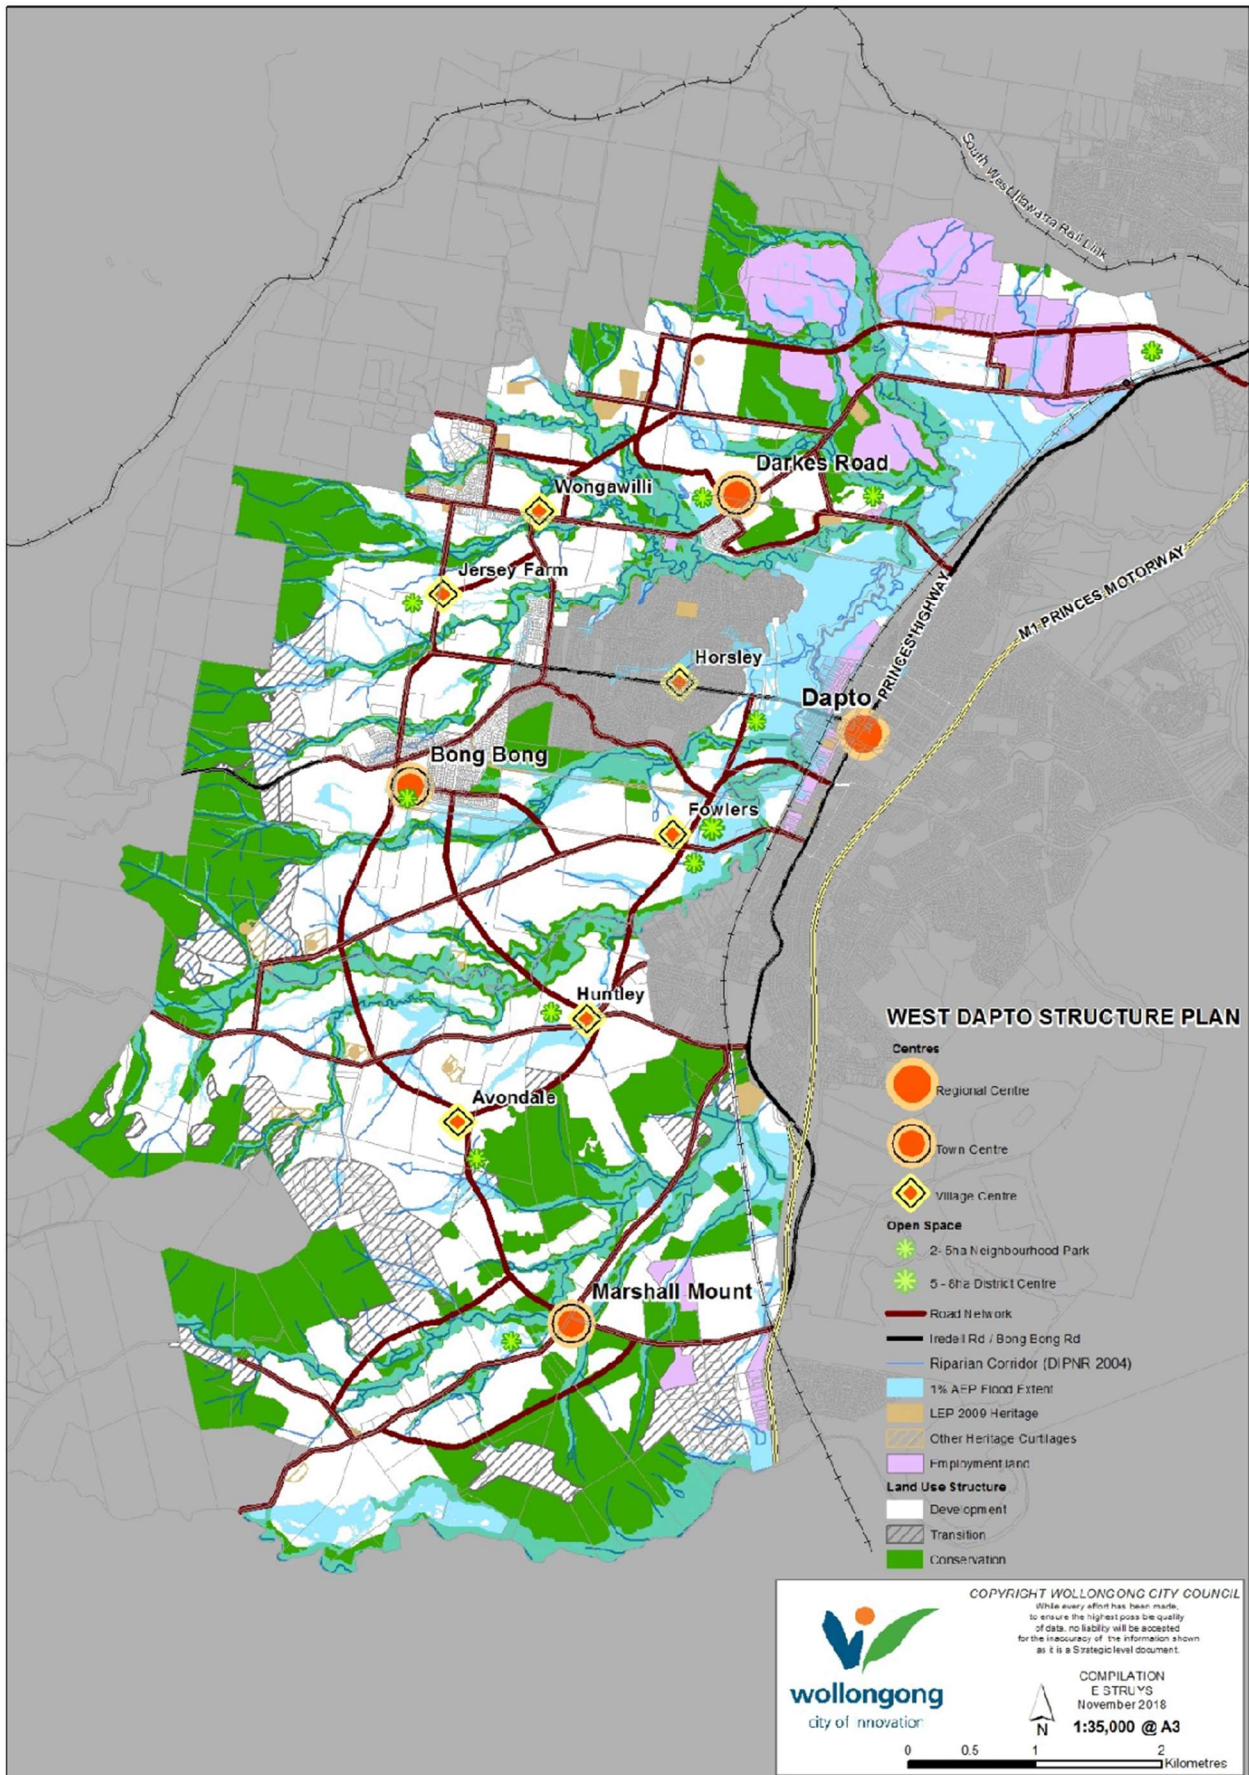 South West Illawarra Rail Link
Darkes Road
Wongawilli
Jersey Farm
PRINCES HIGHWAY
M1 PRINCES MOTORWAY
Horsley
Dapto
Bong Bong
Fowlers
Huntley
Avondale
Marshall Mount
WEST DAPTO STRUCTURE PLAN
Centres
Regional Centre
Town Centre
Village Centre
Open Space
2- 5ha Neighbourhood Park
5 - 8ha District Centre
Road Network
Iredell Rd / Bong Bong Rd
Riparian Corridor (DIPNR 2004)
1% AEP Flood Extent
LEP 2009 Heritage
Other Heritage Curtilages
Employment land
Land Use Structure
Development
Transition
Conservation
COPYRIGHT WOLLONGONG CITY COUNCIL
While every effort has been made,
to ensure the highest possible quality
of data, no liability will be accepted
for the inaccuracy of the information shown
as it is a Strategic level document.
COMPILATION
E STRUYS
November 2018
1:35,000 @ A3
N
wollongong
city of innovation
0 0.5 1 2
Kilometres